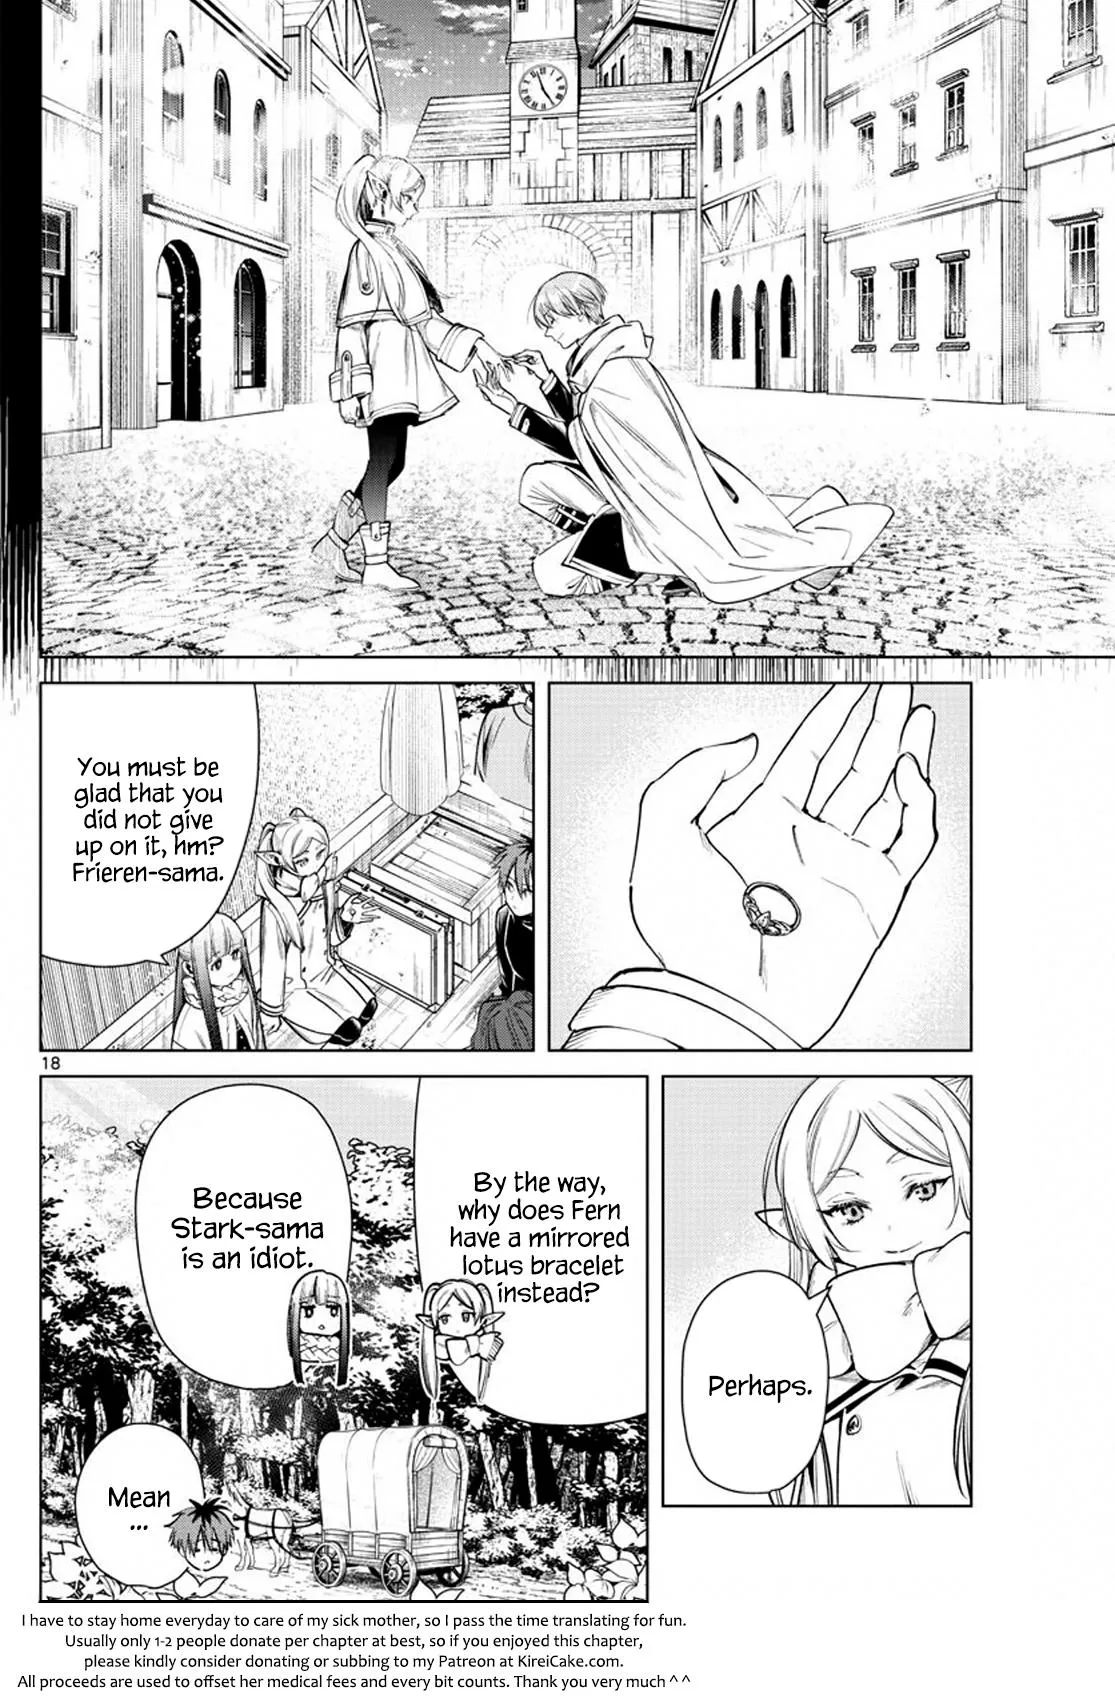 You must be
glad that you
did not give
up on it, hm?
Frieren-sama.
18
Perhaps.
By the way,
why does Fern
have a mirrored
lotus bracelet
instead?
Because
Stark-sama
is an idiot.
Mean
...
I have to stay home everyday to care of my sick mother, so I pass the time translating for fun.
Usually only 1-2 people donate per chapter at best, so if you enjoyed this chapter,
please kindly consider donating or subbing to my Patreon at KireiCake.com.
All proceeds are used to offset her medical fees and every bit counts. Thank you very much ^ ^